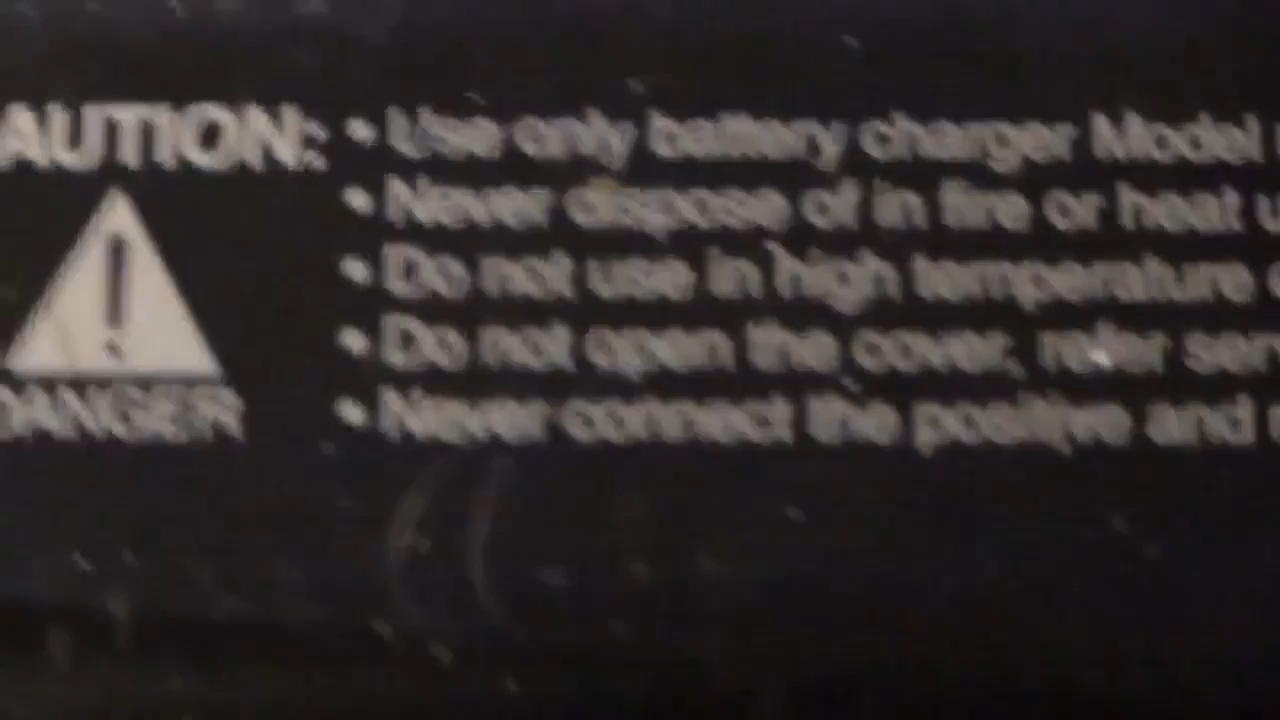 AUTION:
• Use only battery charger Model
• Never dispose of in fire or heat u
• Do not use in high temperature
• Do not open the cover, refer ser
• Never connect the positive and
DANGER